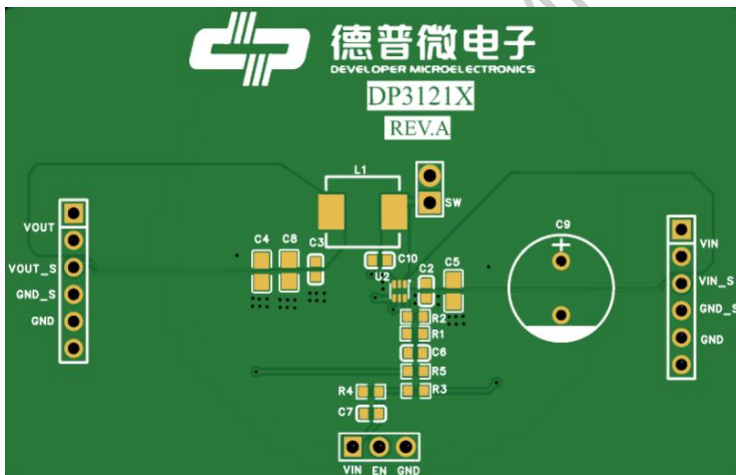 德普微电子
DEVELOPER MICROELECTRONICS
DP3121X
REV.A
L1
SW
C9
VOUT
VOUT_S
GND_S
GND
C4
C8
C3
C10
U2
C2
C5
VIN
VIN_S
GND_S
GND
R2
R1
C6
R5
R4
R3
C7
VIN EN GND